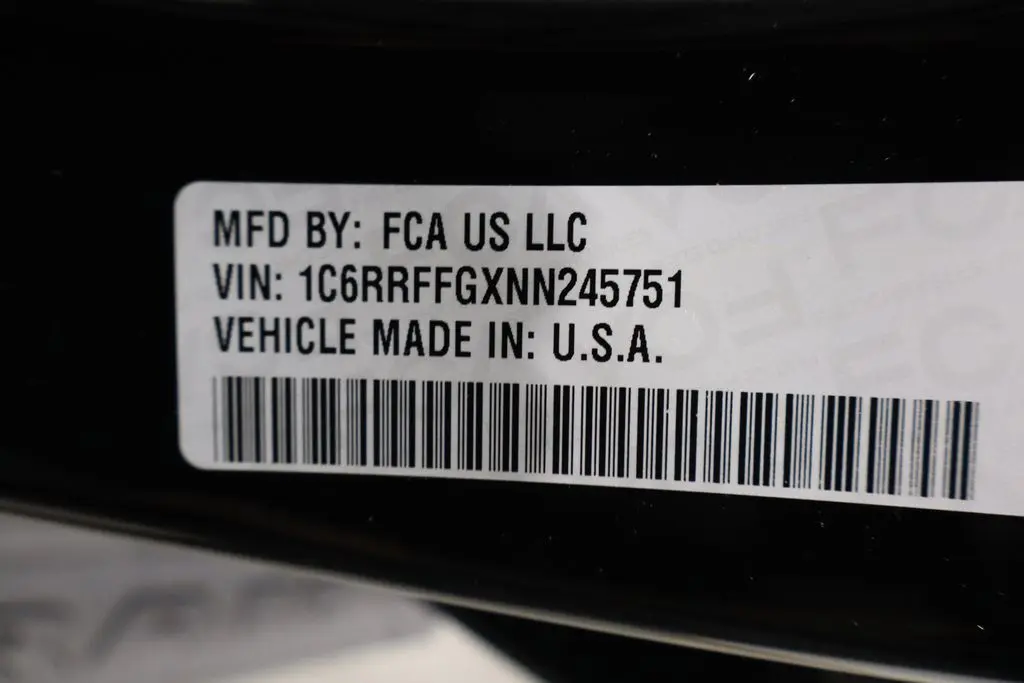 MFD BY: FCA US LLC
VIN: 1C6RRFFGXNN245751
VEHICLE MADE IN: U.S.A.